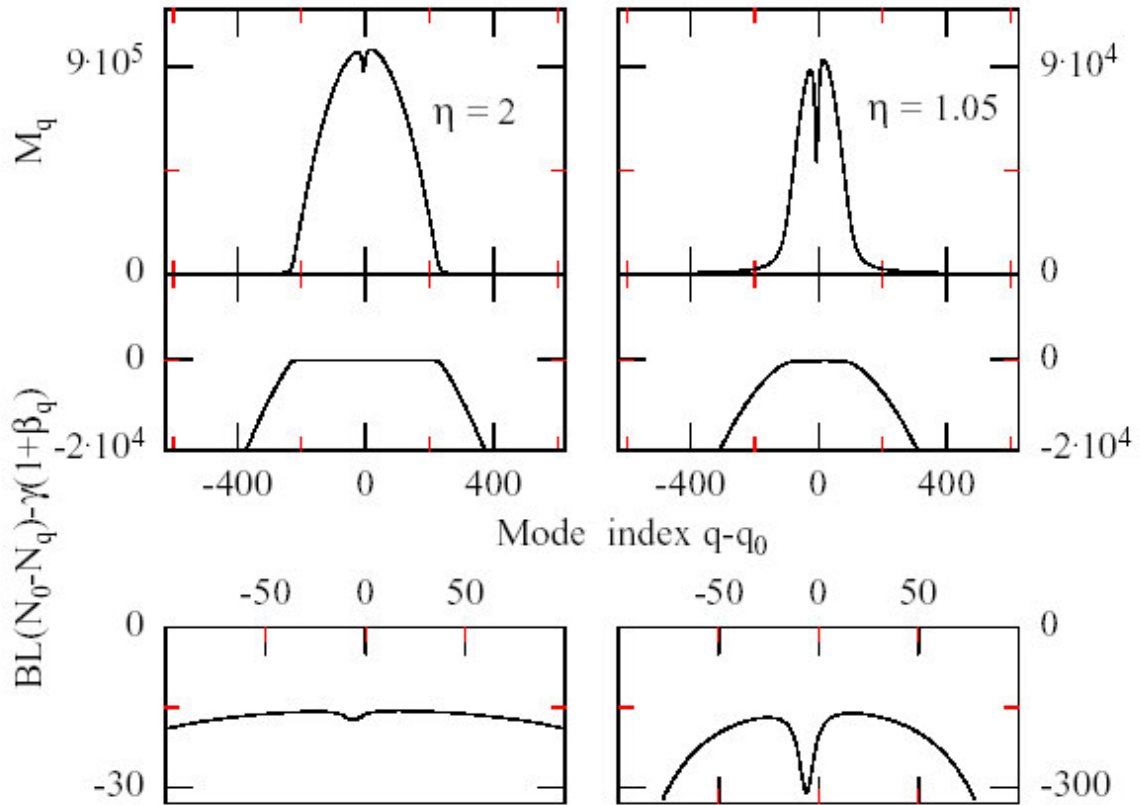 9·10⁵
0
M_q
η = 2
η = 1.05
9·10⁴
0
0
-2·10⁴
0
-2·10⁴
-400 0 400
-400 0 400
Mode index q-q₀
BL(N₀-N_q)-γ(1+β_q)
-50 0 50
-50 0 50
0
-30
0
-300